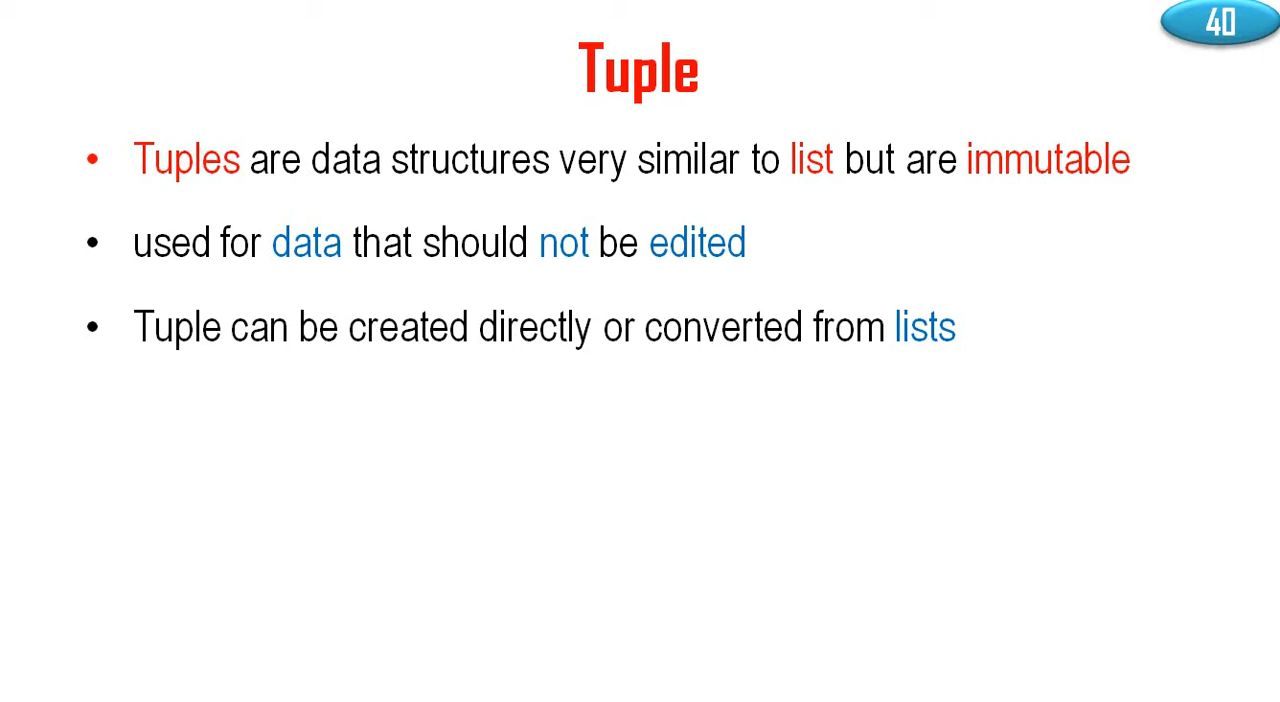 40
Tuple
• Tuples are data structures very similar to list but are immutable
• used for data that should not be edited
• Tuple can be created directly or converted from lists